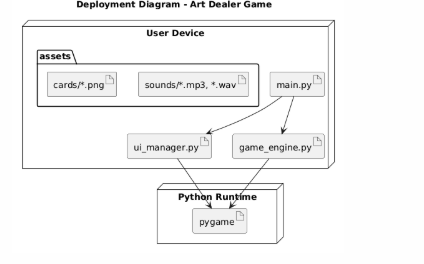 Deployment Diagram - Art Dealer Game
User Device
assets
cards/*.png
sounds/*.mp3, *.wav
main.py
ui_manager.py
game_engine.py
Python Runtime
pygame